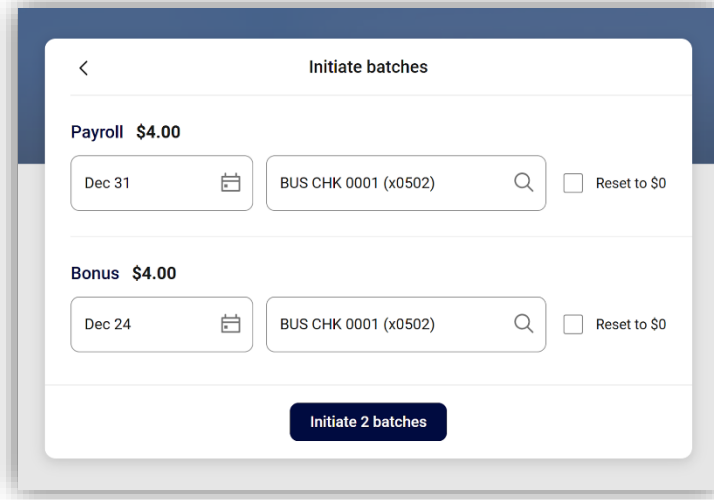 Initiate batches
Payroll $4.00
Dec 31 BUS CHK 0001 (x0502) Reset to $0
Bonus $4.00
Dec 24 BUS CHK 0001 (x0502) Reset to $0
Initiate 2 batches